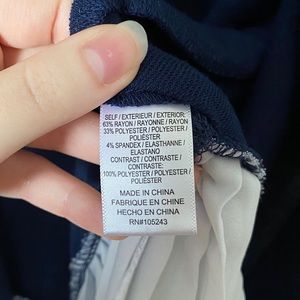 SELF / EXTERIEUR / EXTERIOR:
63% RAYON / RAYONNE / RAYON
33% POLYESTER / POLYESTER /
POLIÉSTER
4% SPANDEX / ELASTHANNE /
ELASTANO
CONTRAST / CONTRASTE /
CONTRASTE:
100% POLYESTER / POLYESTER /
POLIÉSTER
MADE IN CHINA
FABRIQUE EN CHINE
HECHO EN CHINA
RN#105243